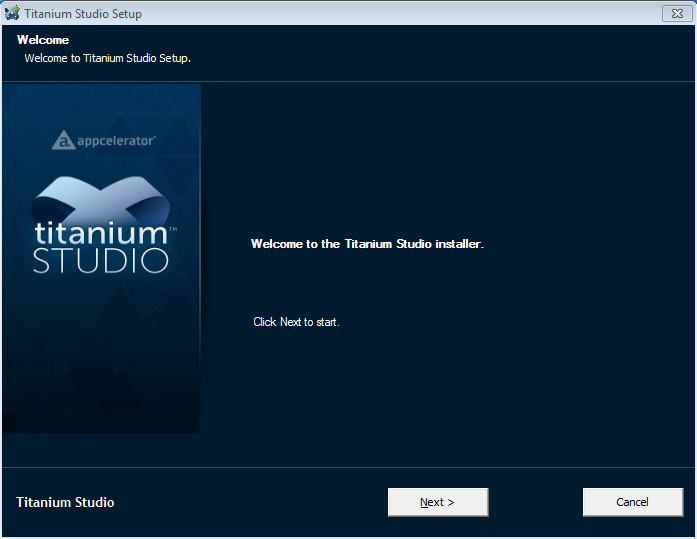 Titanium Studio Setup
Welcome
Welcome to Titanium Studio Setup.
appcelerator®
titanium™
STUDIO
Welcome to the Titanium Studio installer.
Click Next to start.
Titanium Studio
Next >
Cancel